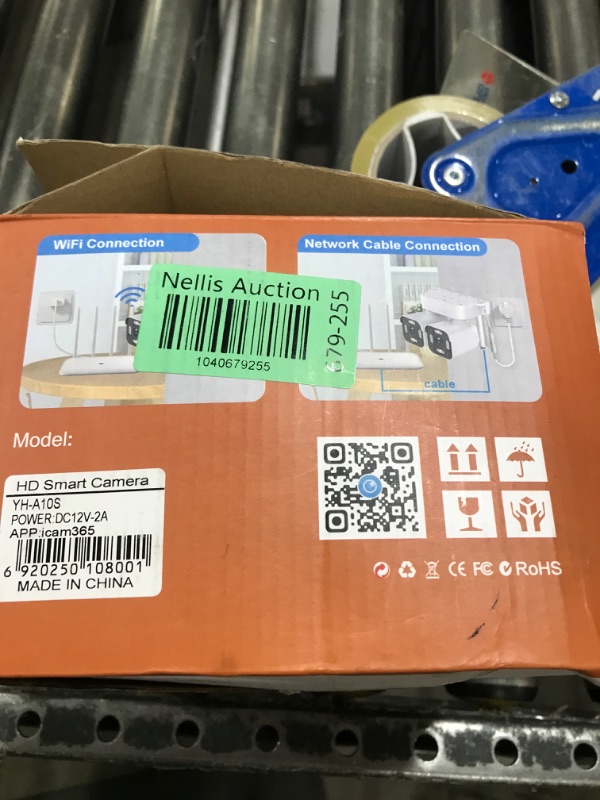 WiFi Connection
Network Cable Connection
Nellis Auction
1040679255
679-255
cable
Model:
HD Smart Camera
YH-A10S
POWER:DC12V-2A
APP:icam365
6 920250 108001
MADE IN CHINA
CE FC RoHS